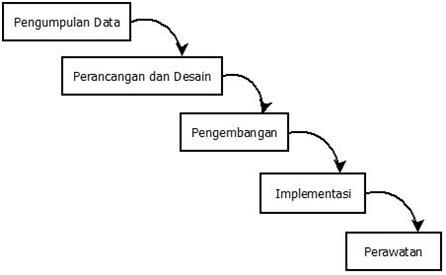 Pengumpulan Data
Perancangan dan Desain
Pengembangan
Implementasi
Perawatan